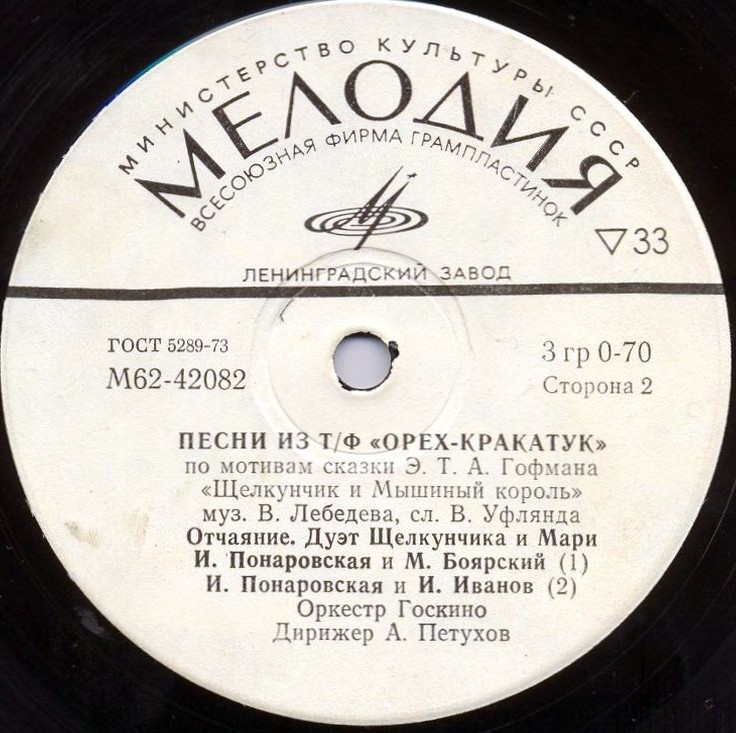 МИНИСТЕРСТВО КУЛЬТУРЫ СССР
МЕЛОДИЯ
ВСЕСОЮЗНАЯ ФИРМА ГРАМПЛАСТИНОК
▽33
ЛЕНИНГРАДСКИЙ ЗАВОД
ГОСТ 5289-73
М62-42082
3 гр 0-70
Сторона 2
ПЕСНИ ИЗ Т/Ф «ОРЕХ-КРАКАТУК»
по мотивам сказки Э. Т. А. Гофмана
«Щелкунчик и Мышиный король»
муз. В. Лебедева, сл. В. Уфлянда
Отчаяние. Дуэт Щелкунчика и Мари
И. Понаровская и М. Боярский (1)
И. Понаровская и И. Иванов (2)
Оркестр Госкино
Дирижер А. Петухов